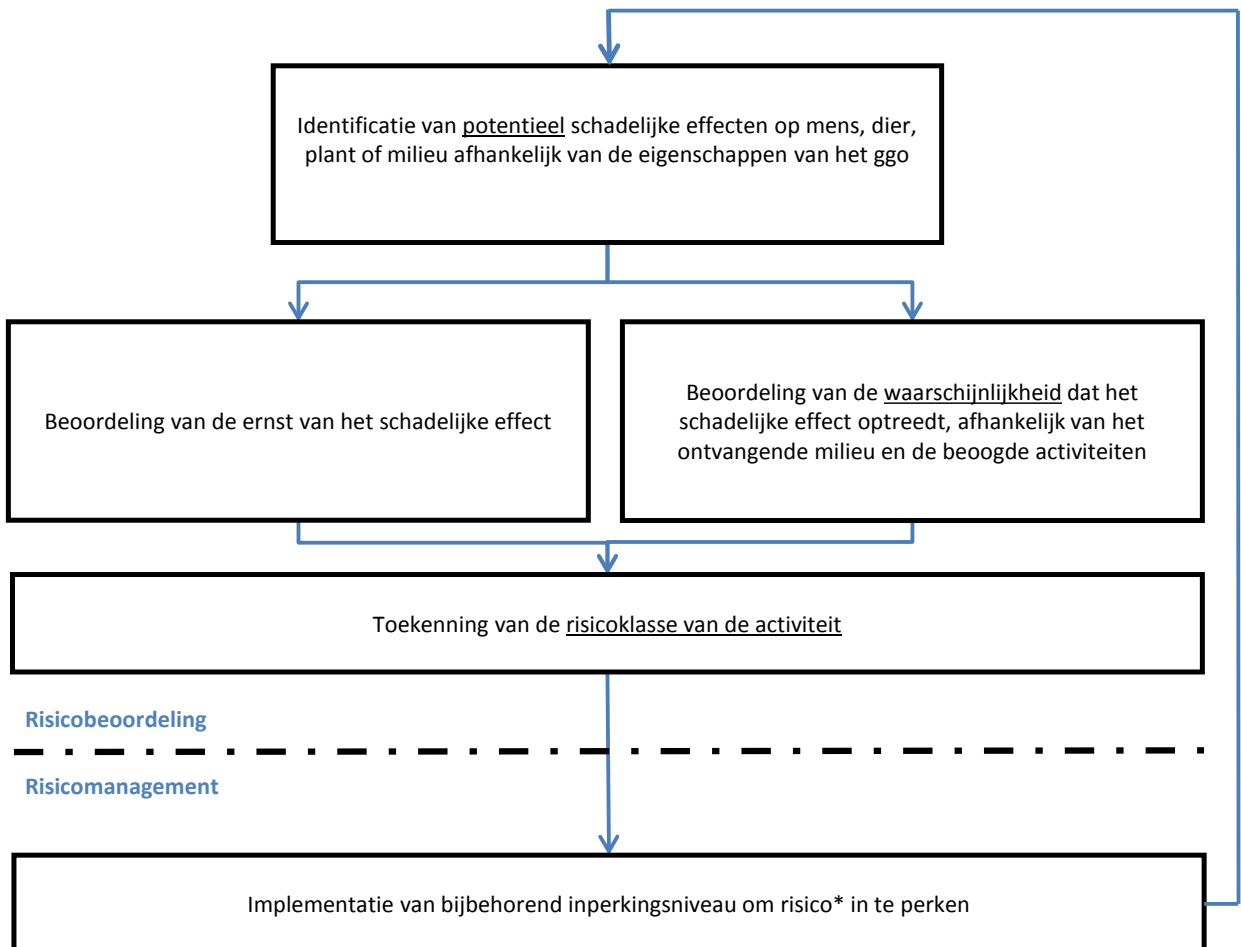 Identificatie van potentieel schadelijke effecten op mens, dier,
plant of milieu afhankelijk van de eigenschappen van het ggo
Beoordeling van de ernst van het schadelijke effect
Beoordeling van de waarschijnlijkheid dat het
schadelijke effect optreedt, afhankelijk van het
ontvangende milieu en de beoogde activiteiten
Toekenning van de risicoklasse van de activiteit
Risicobeoordeling
Risicomanagement
Implementatie van bijbehorend inperkingsniveau om risico* in te perken